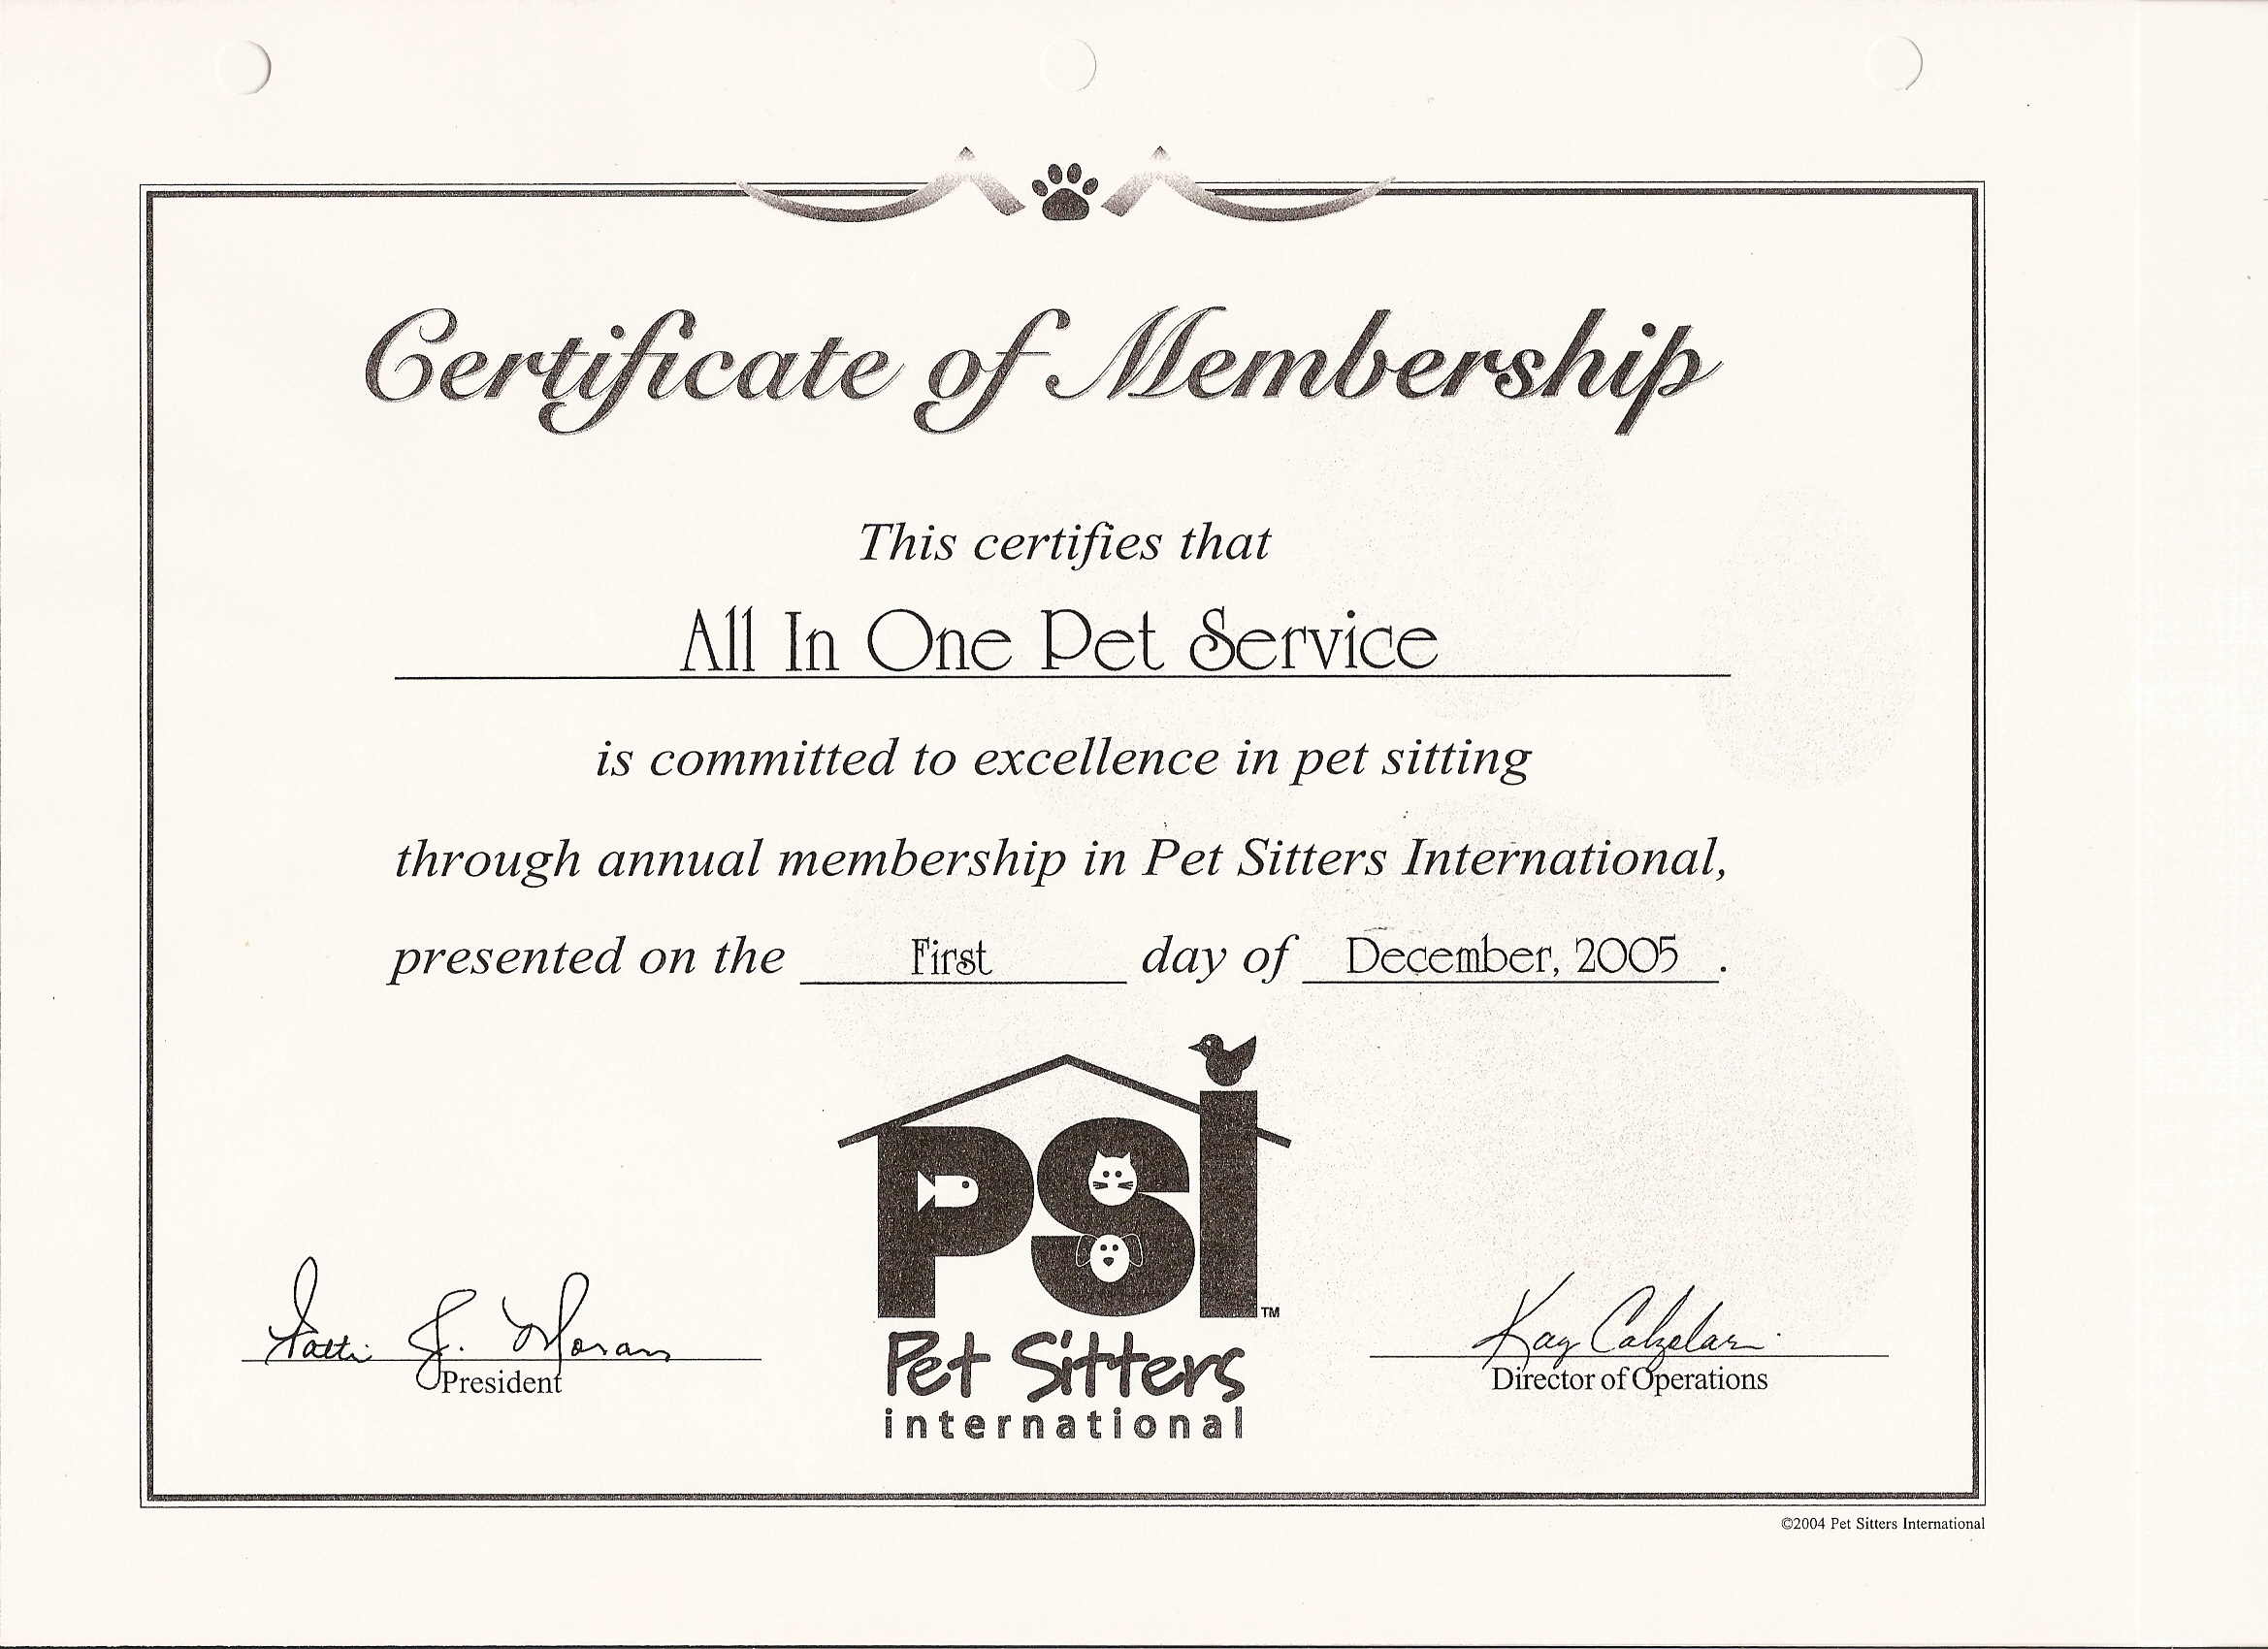 Certificate of Membership
This certifies that
All In One Pet Service
is committed to excellence in pet sitting
through annual membership in Pet Sitters International,
presented on the First day of December, 2005.
PSI™
Pet Sitters
international
Patti J. Moran
President
Kay
Director of Operations
©2004 Pet Sitters International